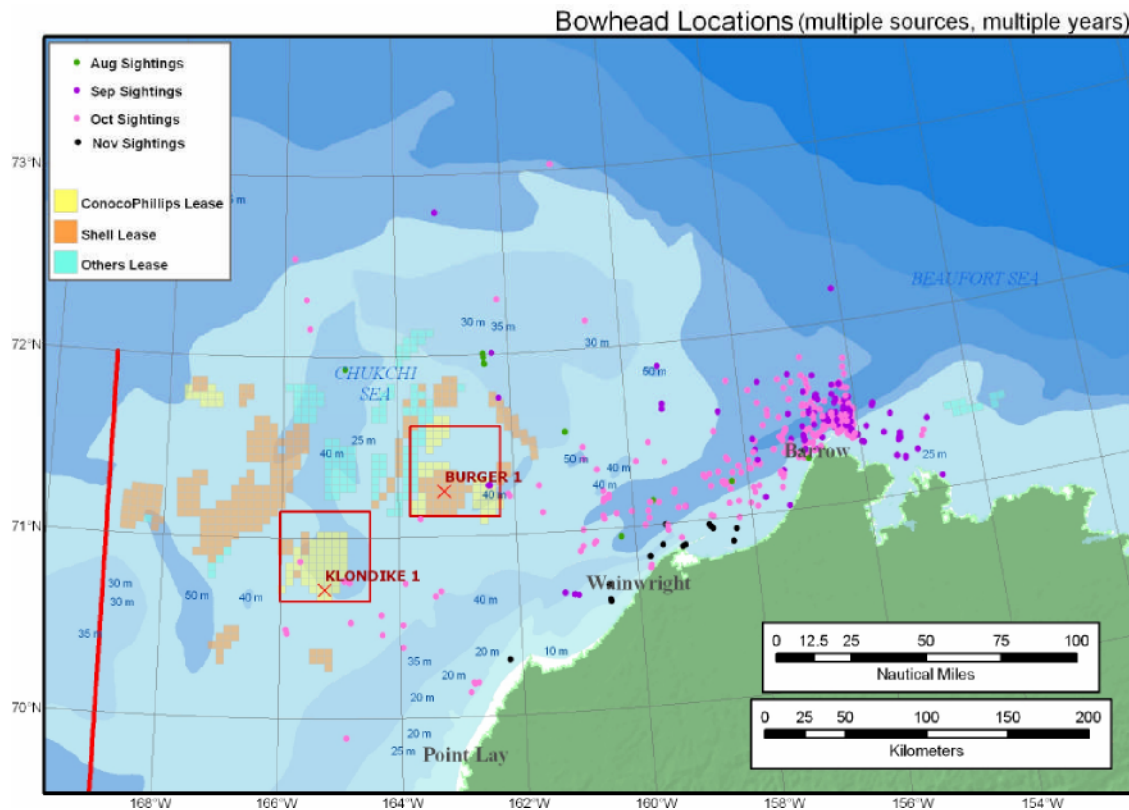 Bowhead Locations (multiple sources, multiple years)
Aug Sightings
Sep Sightings
Oct Sightings
Nov Sightings
ConocoPhillips Lease
Shell Lease
Others Lease
73°N
72°N
71°N
70°N
BEAUFORT SEA
CHUKCHI
SEA
30 m
35 m
30 m
50 m
25 m
40 m
50 m
40 m
40 m
25 m
Barrow
BURGER 1
40 m
KLONDIKE 1
Wainwright
30 m
30 m
50 m
40 m
40 m
35 m
20 m
10 m
35 m
20 m
20 m
20 m
25 m
Point Lay
0 12.5 25 50 75 100
Nautical Miles
0 25 50 100 150 200
Kilometers
168°W
166°W
164°W
162°W
160°W
158°W
156°W
154°W